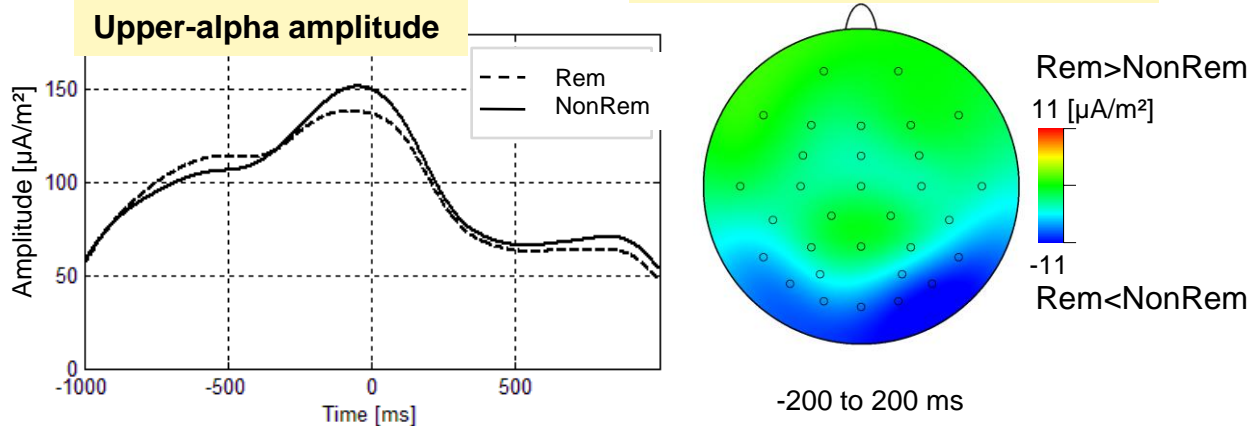 Upper-alpha amplitude
Amplitude [µA/m²]
150
100
50
0
-1000
-500
0
500
Time [ms]
Rem
NonRem
Rem>NonRem
11 [µA/m²]
-11
Rem<NonRem
-200 to 200 ms